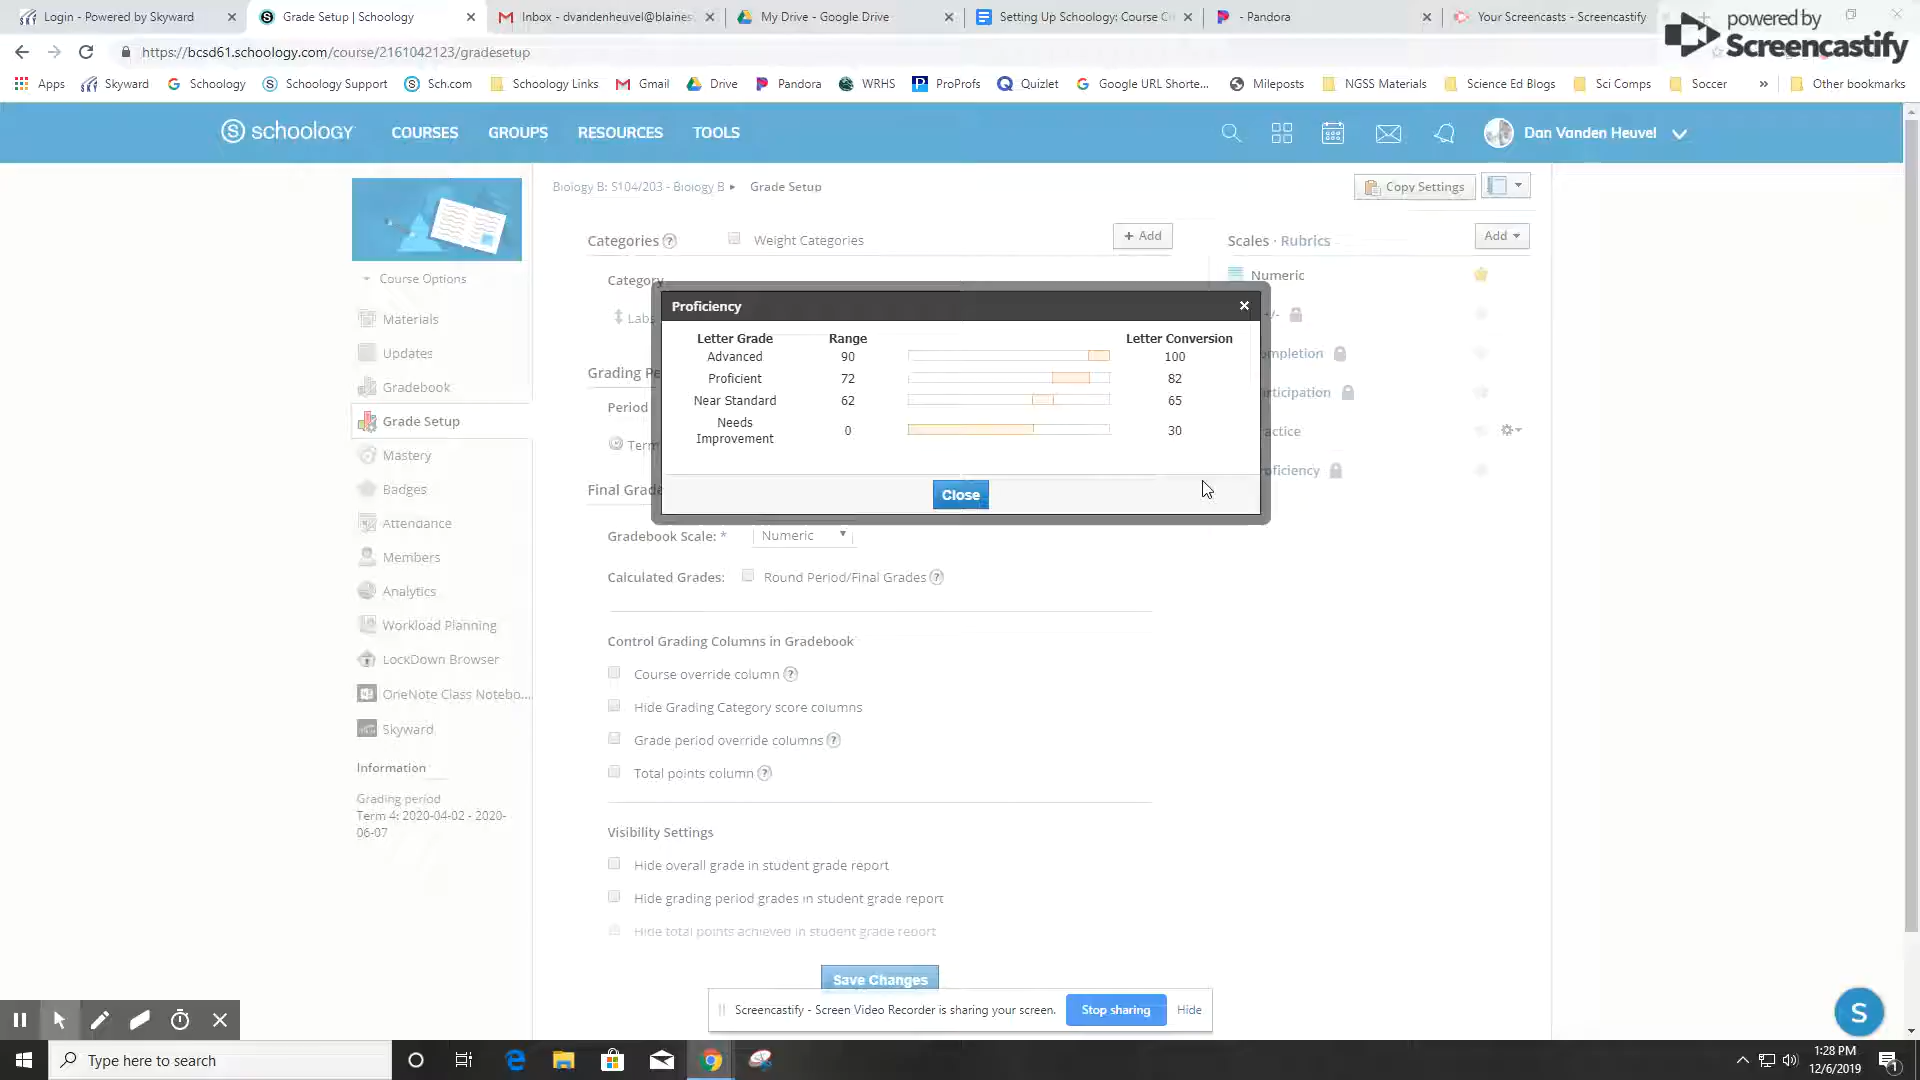 Login - Powered by Skyward
Grade Setup | Schoology
Inbox - dvandenheuvel@blaines
My Drive - Google Drive
Setting Up Schoology: Course C
- Pandora
Your Screencasts - Screencastify
powered by
Screencastify
https://bcsd61.schoology.com/course/2161042123/gradesetup
Apps
Skyward
Schoology
Schoology Support
Sch.com
Schoology Links
Gmail
Drive
Pandora
WRHS
ProProfs
Quizlet
Google URL Shorte...
Mileposts
NGSS Materials
Science Ed Blogs
Sci Comps
Soccer
»
Other bookmarks
schoology
COURSES
GROUPS
RESOURCES
TOOLS
Dan Vanden Heuvel
Biology B: S104/203 - Biology B ▸ Grade Setup
Copy Settings
Course Options
Materials
Updates
Gradebook
Grade Setup
Mastery
Badges
Attendance
Members
Analytics
Workload Planning
LockDown Browser
OneNote Class Notebo...
Skyward
Information
Grading period
Term 4: 2020-04-02 - 2020-
06-07
Categories ?
Weight Categories
+ Add
Category
Labs
Grading Pe
Period
Term
Final Grade
Scales · Rubrics
Add
Numeric
+/-
ompletion
articipation
actice
oficiency
Proficiency
×
Letter Grade Range Letter Conversion
Advanced 90 100
Proficient 72 82
Near Standard 62 65
Needs
Improvement 0 30
Close
Gradebook Scale: * Numeric
Calculated Grades: Round Period/Final Grades ?
Control Grading Columns in Gradebook
Course override column ?
Hide Grading Category score columns
Grade period override columns ?
Total points column ?
Visibility Settings
Hide overall grade in student grade report
Hide grading period grades in student grade report
Hide total points achieved in student grade report
Save Changes
Screencastify - Screen Video Recorder is sharing your screen.
Stop sharing
Hide
S
Type here to search
1:28 PM
12/6/2019
1